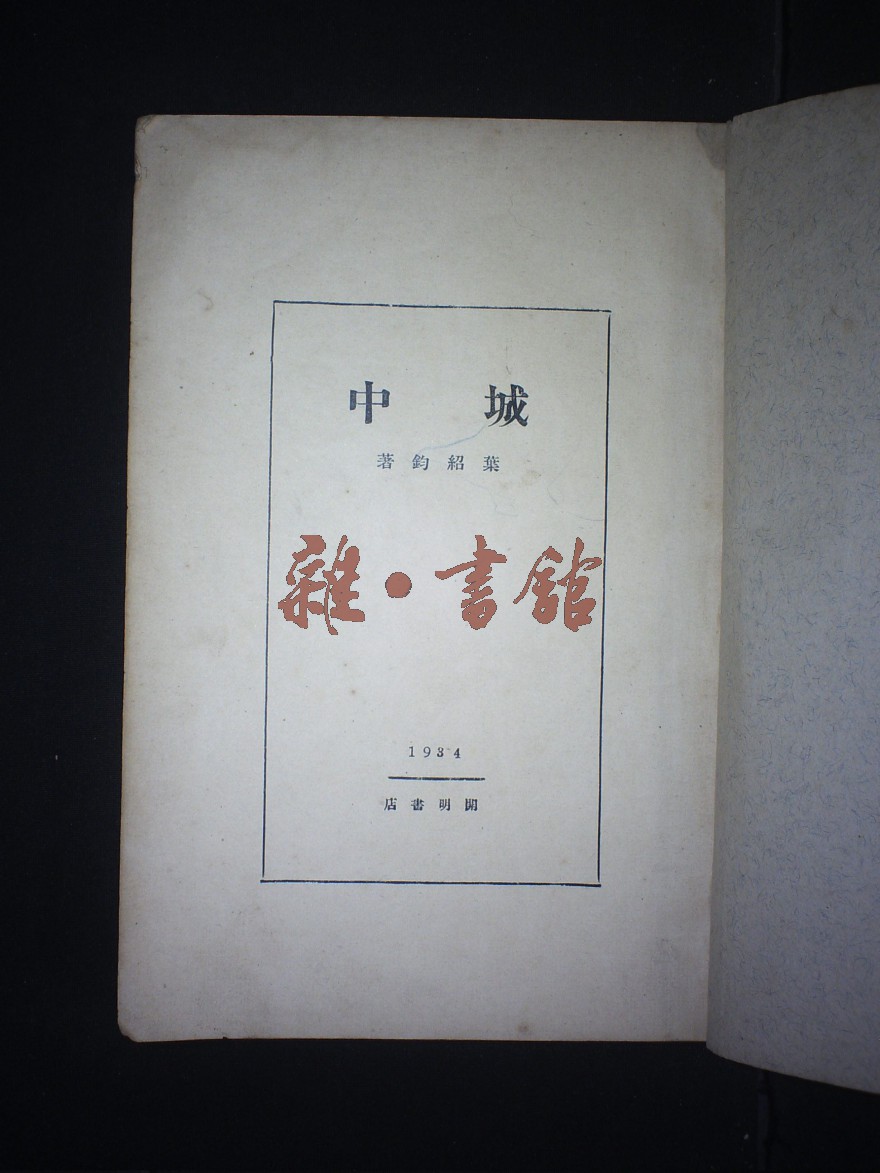 城中
葉紹鈞著
雜·書館
1934
開明書店